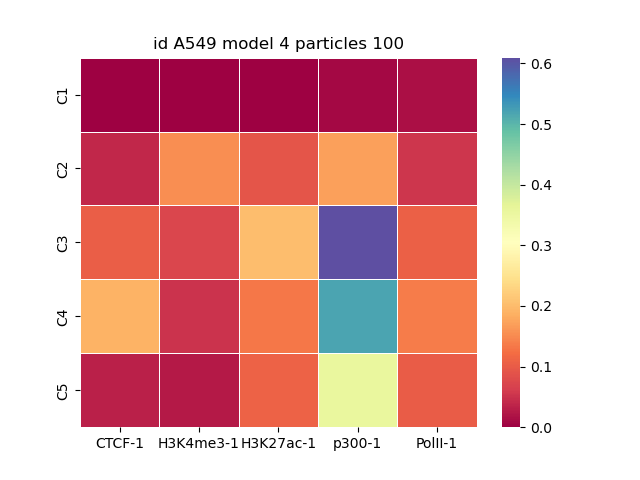 id A549 model 4 particles 100
C1
C2
C3
C4
C5
CTCF-1 H3K4me3-1 H3K27ac-1 p300-1 PolII-1
0.6
0.5
0.4
0.3
0.2
0.1
0.0